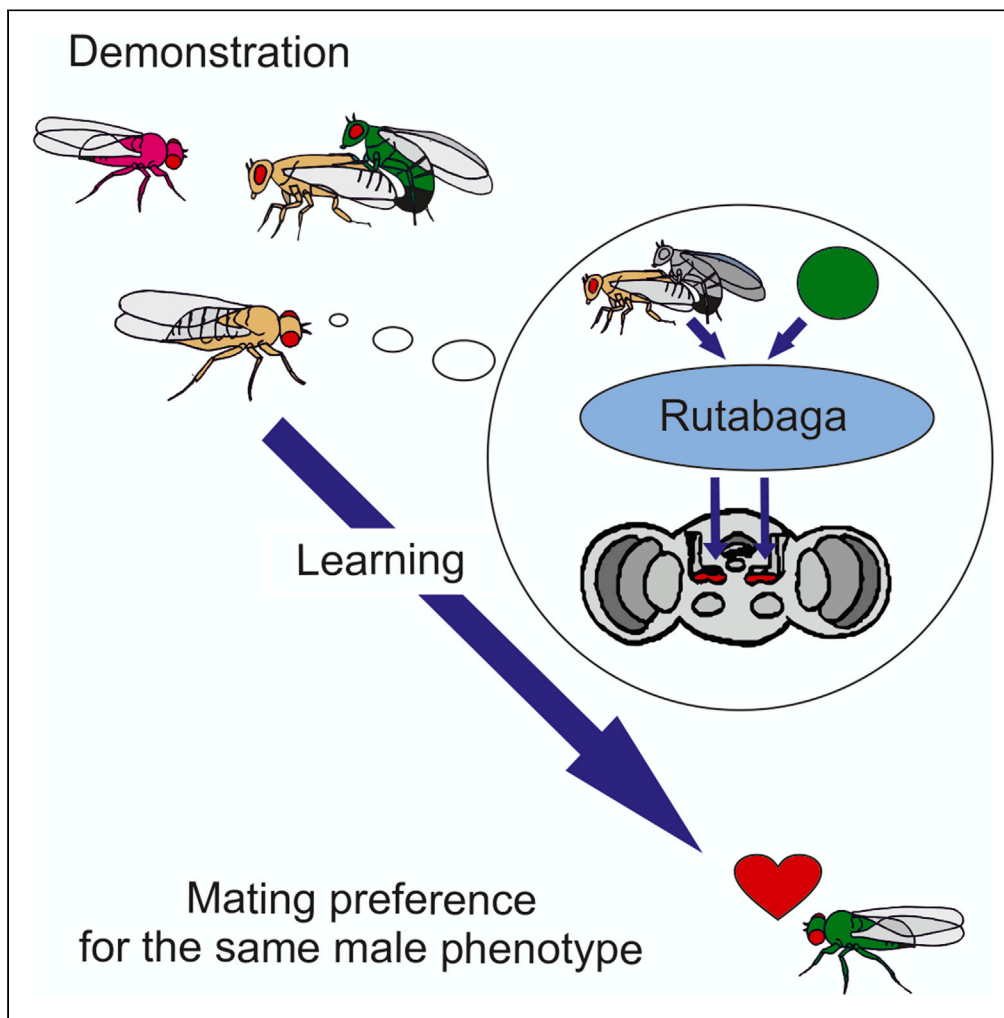 Demonstration
Rutabaga
Learning
Mating preference
for the same male phenotype